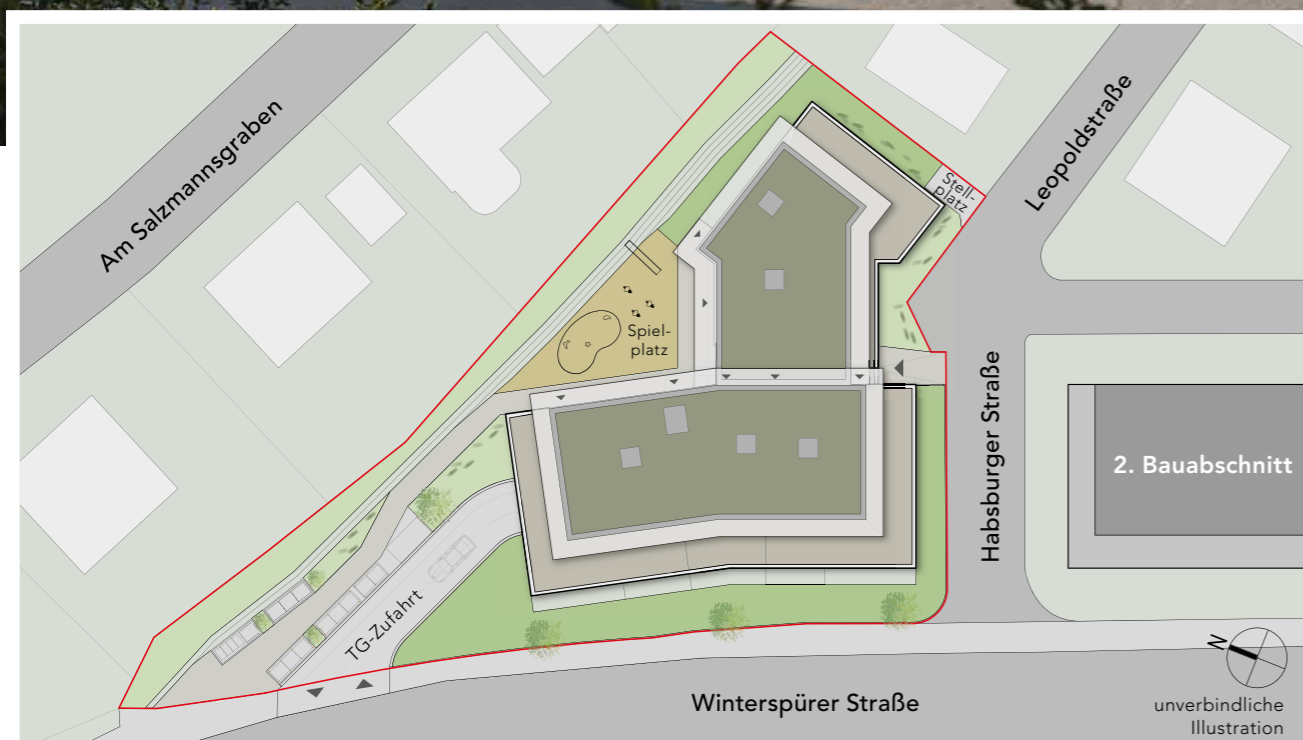 Am Salzmannsgraben
Leopoldstraße
Stell-
platz
Spiel-
platz
Habsburger Straße
2. Bauabschnitt
TG-Zufahrt
Winterspürer Straße
N
unverbindliche
Illustration